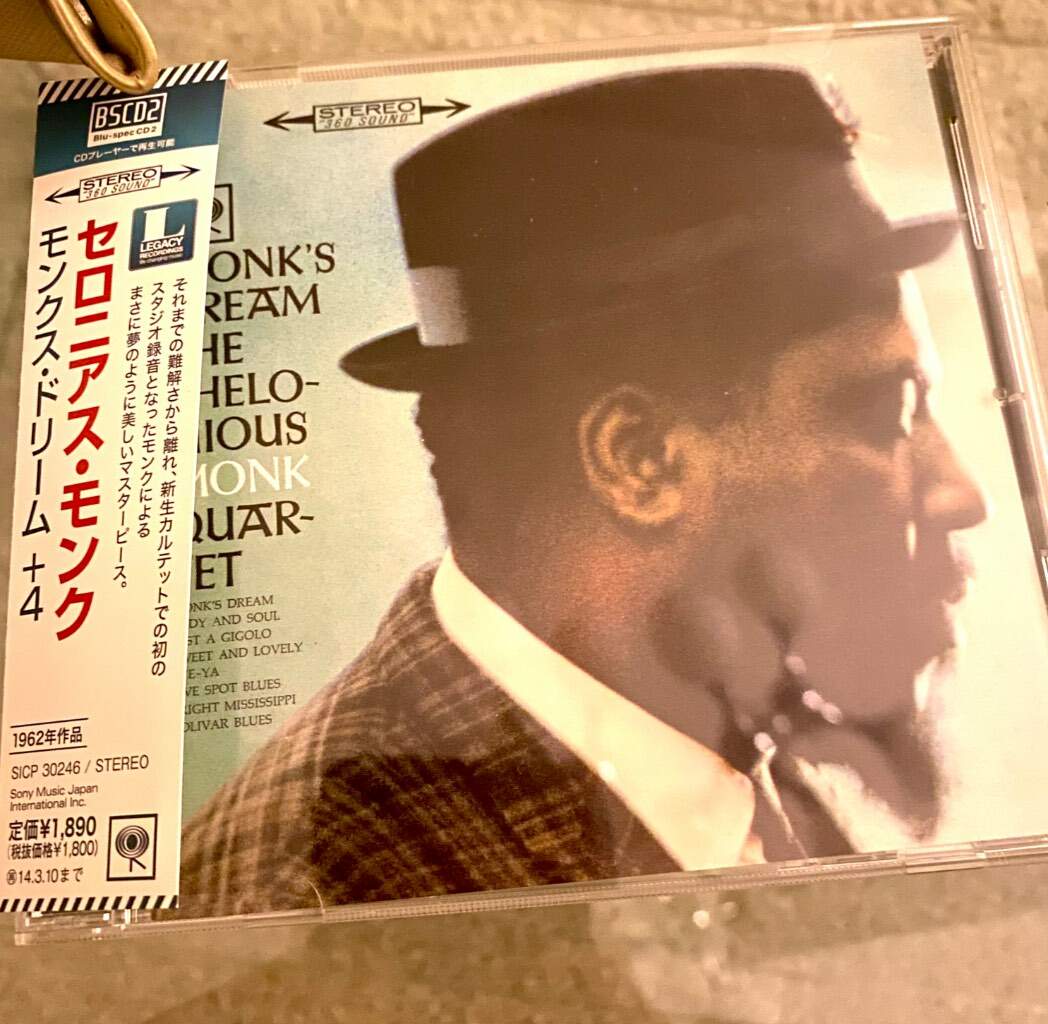 BSCD2
Blu-spec CD 2
CDプレーヤーで再生可能
STEREO
"360 SOUND"
LEGACY
RECORDINGS
セロニアス・モンク
モンクス・ドリーム +4
それまでの難解さから離れ、新生カルテットでの初の
スタジオ録音となったモンクによる
まさに夢のように美しいマスターピース。
1962年作品
SICP 30246 / STEREO
Sony Music Japan
International Inc.
定価¥1,890
(税抜価格¥1,800)
14.3.10まで
STEREO
"360 SOUND"
ONK'S
REAM
HE
HELO-
IOUS
MONK
QUAR-
ET
ONK'S DREAM
DY AND SOUL
ST A GIGOLO
EET AND LOVELY
E-YA
VE SPOT BLUES
RIGHT MISSISSIPPI
OLIVAR BLUES